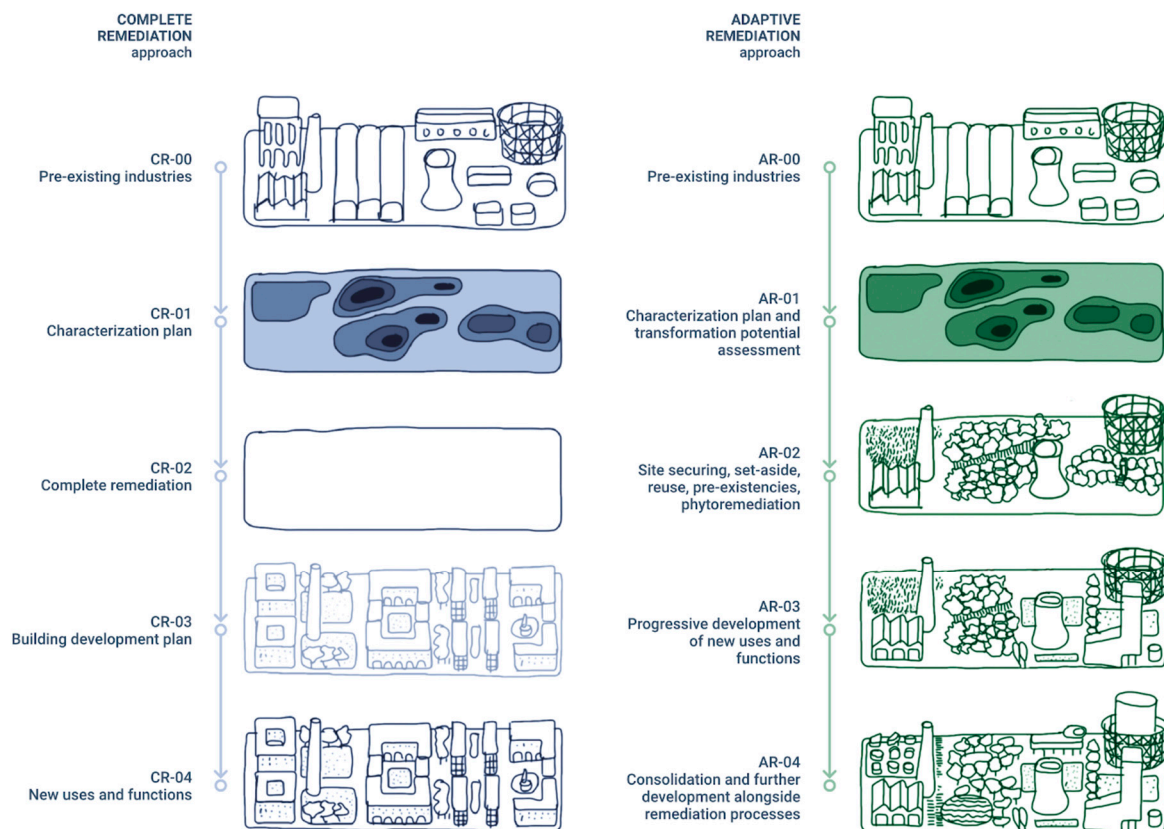 COMPLETE
REMEDIATION
approach
CR-00
Pre-existing industries
CR-01
Characterization plan
CR-02
Complete remediation
CR-03
Building development plan
CR-04
New uses and functions
ADAPTIVE
REMEDIATION
approach
AR-00
Pre-existing industries
AR-01
Characterization plan and
transformation potential
assessment
AR-02
Site securing, set-aside,
reuse, pre-existencies,
phytoremediation
AR-03
Progressive development
of new uses and
functions
AR-04
Consolidation and further
development alongside
remediation processes